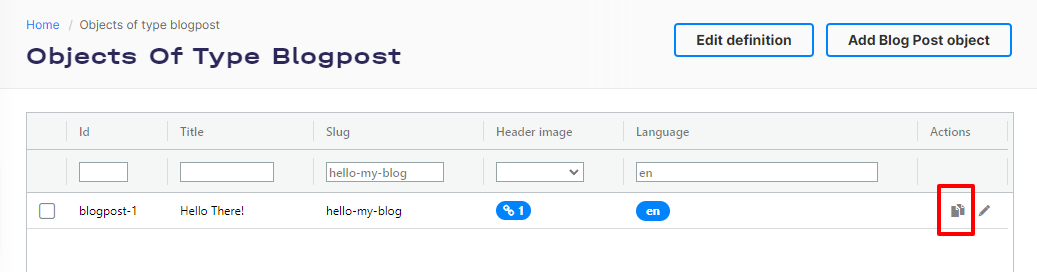 Home / Objects of type blogpost
Objects Of Type Blogpost
Edit definition
Add Blog Post object
Id Title Slug Header image Language Actions
hello-my-blog en
blogpost-1 Hello There! hello-my-blog 1 en